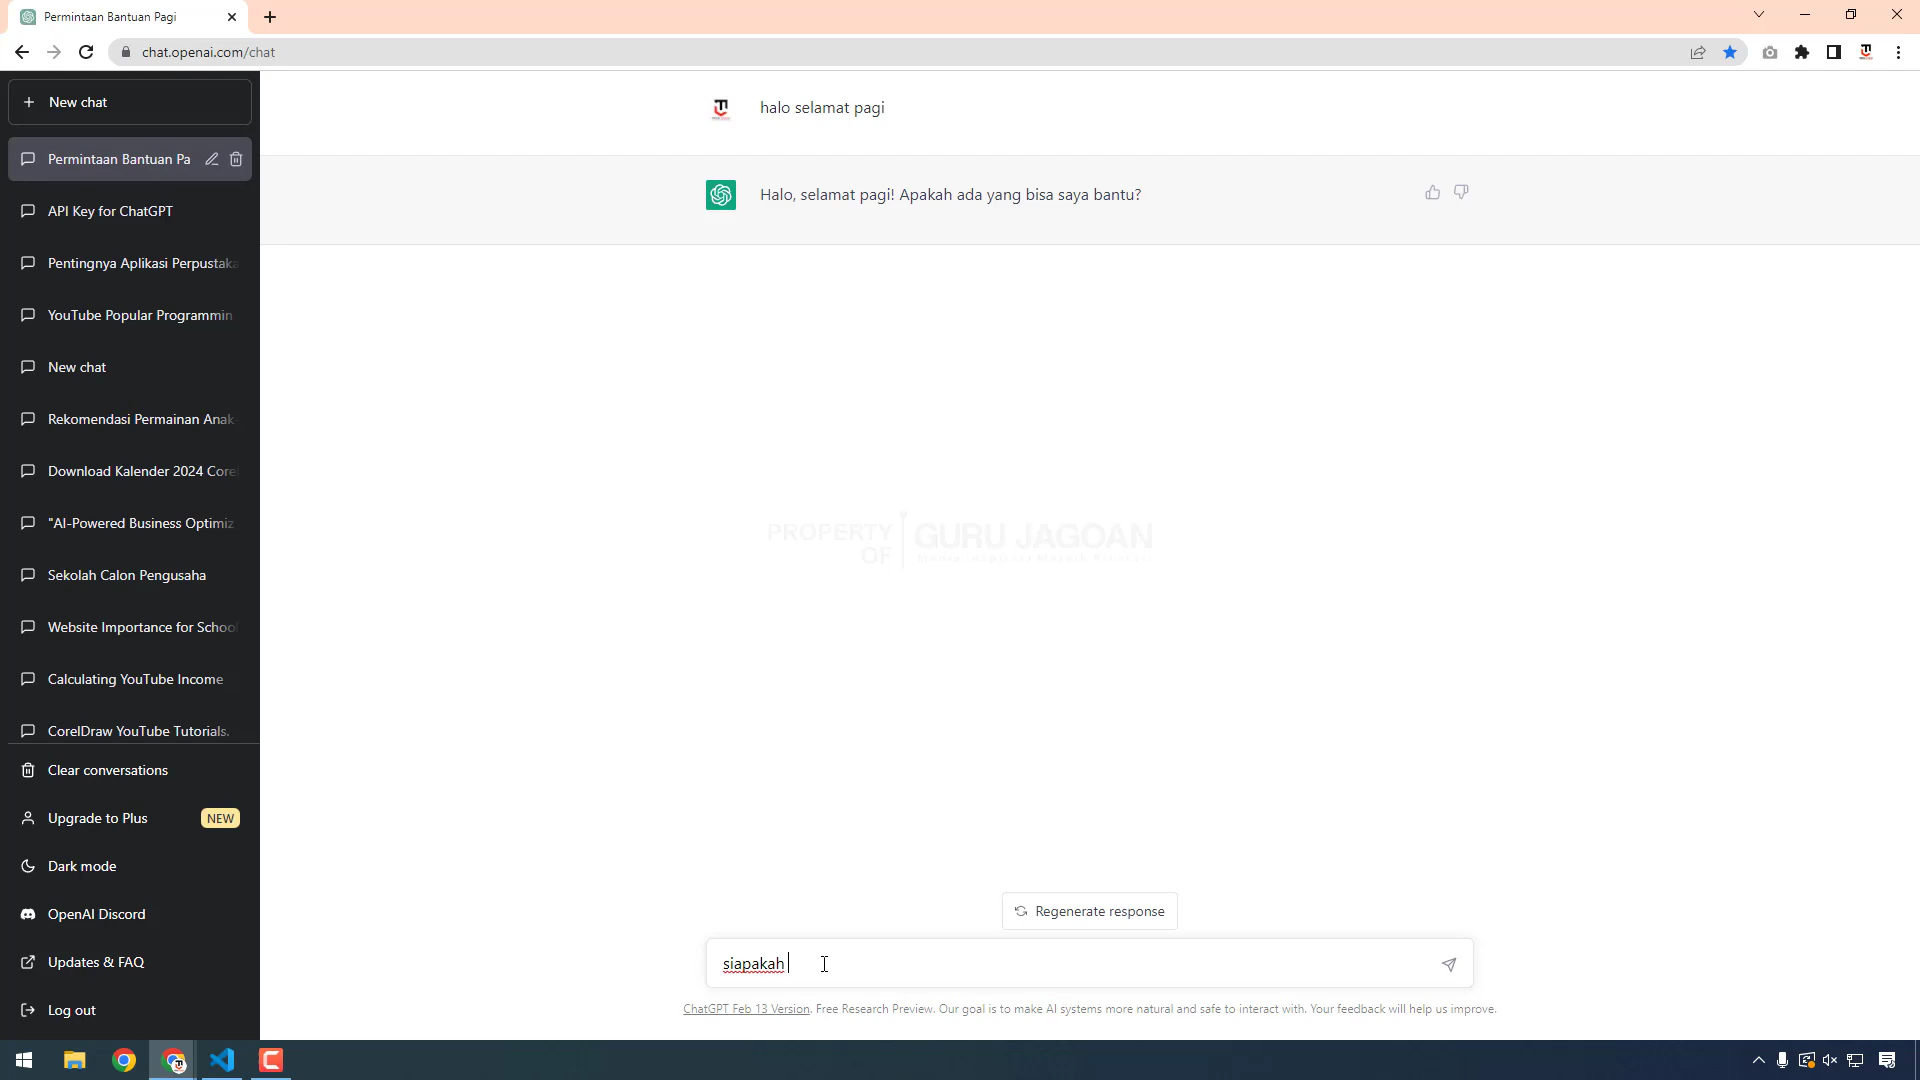 Permintaan Bantuan Pagi
chat.openai.com/chat
New chat
Permintaan Bantuan Pa
API Key for ChatGPT
Pentingnya Aplikasi Perpustaka
YouTube Popular Programmin
New chat
Rekomendasi Permainan Anak-
Download Kalender 2024 Corel
"AI-Powered Business Optimiz
Sekolah Calon Pengusaha
Website Importance for School
Calculating YouTube Income
CorelDraw YouTube Tutorials.
Clear conversations
Upgrade to Plus
NEW
Dark mode
OpenAI Discord
Updates & FAQ
Log out
halo selamat pagi
Halo, selamat pagi! Apakah ada yang bisa saya bantu?
PROPERTY
OF
GURU JAGOAN
Regenerate response
siapakah
ChatGPT Feb 13 Version. Free Research Preview. Our goal is to make AI systems more natural and safe to interact with. Your feedback will help us improve.